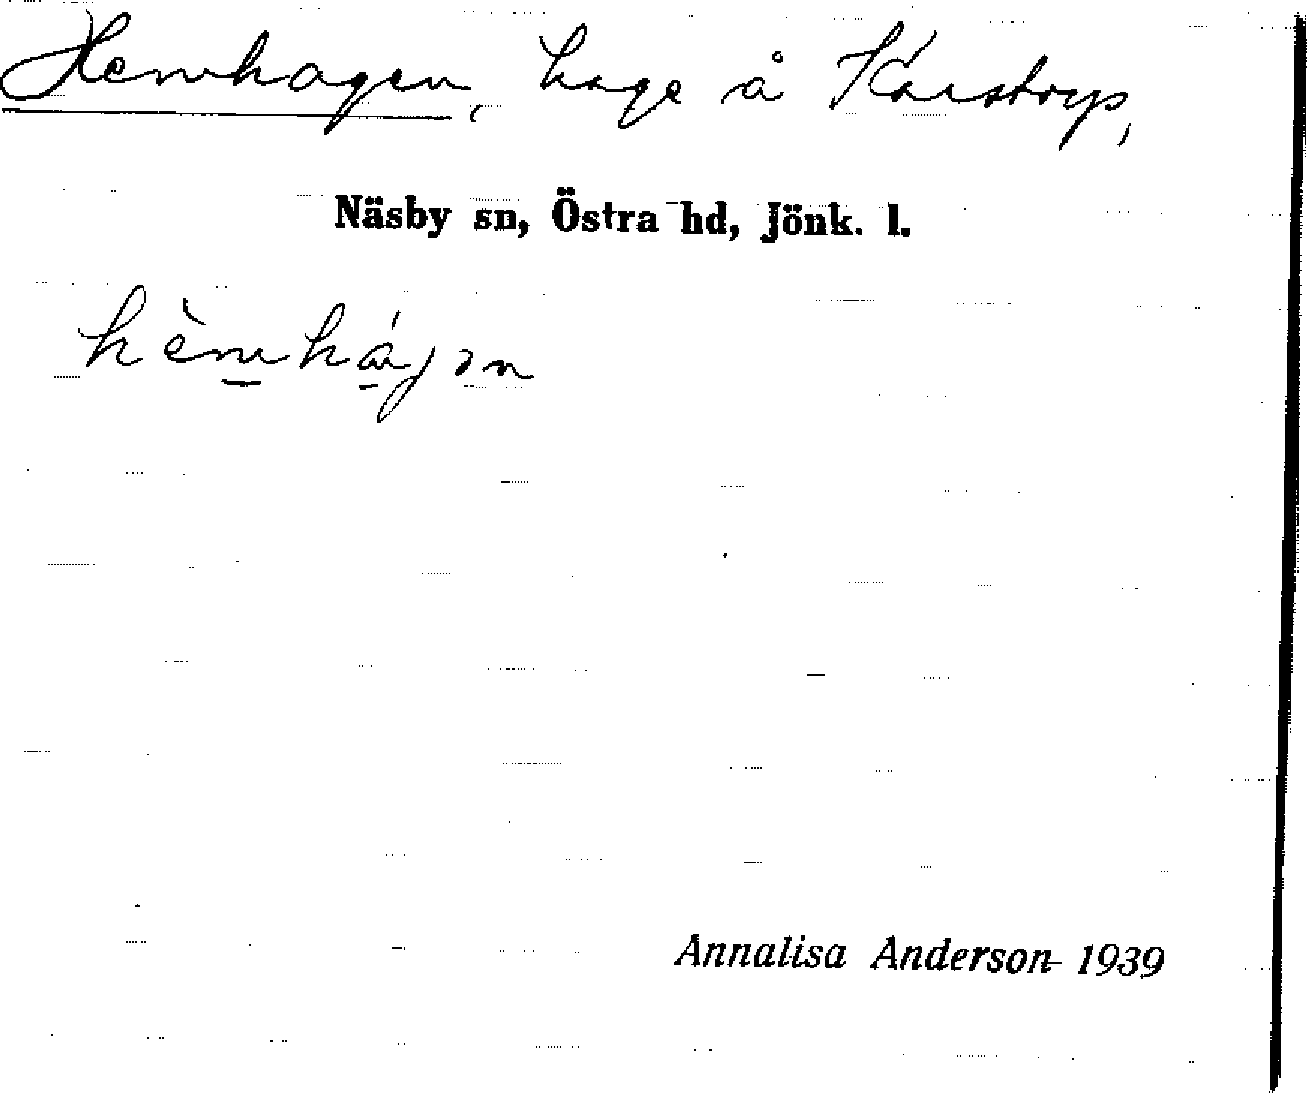 Hemhagen, hage å Karstorp,
Näsby sn, Östra hd, Jönk. l.
hèmhágən
Annalisa Anderson 1939